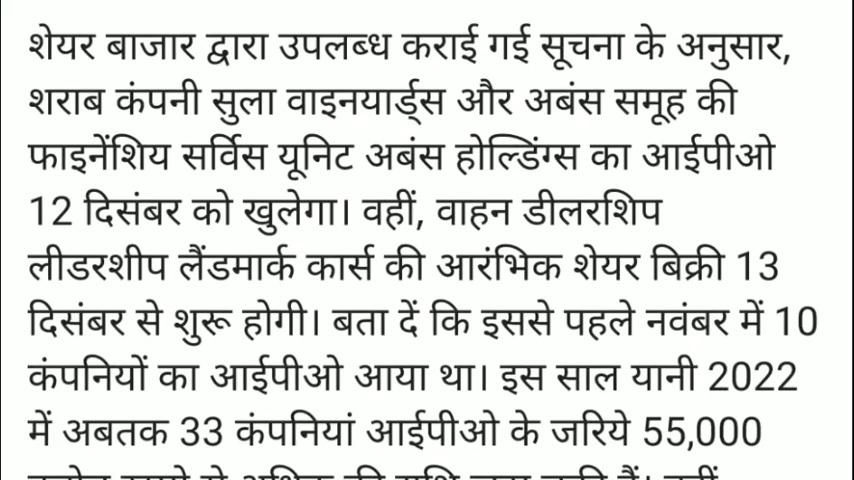 शेयर बाजार द्वारा उपलब्ध कराई गई सूचना के अनुसार,
शराब कंपनी सुला वाइनयार्ड्स और अबंस समूह की
फाइनेंशिय सर्विस यूनिट अबंस होल्डिंग्स का आईपीओ
12 दिसंबर को खुलेगा। वहीं, वाहन डीलरशिप
लीडरशीप लैंडमार्क कार्स की आरंभिक शेयर बिक्री 13
दिसंबर से शुरू होगी। बता दें कि इससे पहले नवंबर में 10
कंपनियों का आईपीओ आया था। इस साल यानी 2022
में अबतक 33 कंपनियां आईपीओ के जरिये 55,000